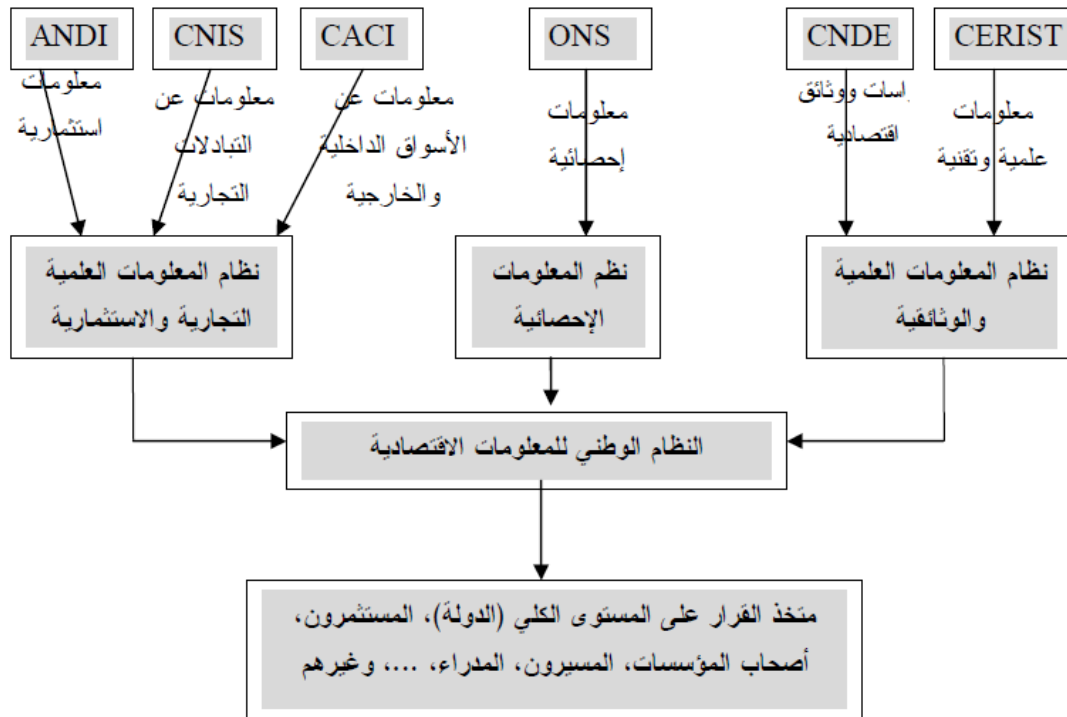 ANDI
CNIS
CACI
ONS
CNDE
CERIST
معلومات
استثمارية
معلومات عن
التبادلات
التجارية
معلومات عن
الأسواق الداخلية
والخارجية
معلومات
إحصائية
ووثائق
اقتصادية
معلومات
علمية وتقنية
نظام المعلومات العلمية
التجارية والاستثمارية
نظم المعلومات
الإحصائية
نظام المعلومات العلمية
والوثائقية
النظام الوطني للمعلومات الاقتصادية
متخذ القرار على المستوى الكلي (الدولة)، المستثمرون،
أصحاب المؤسسات، المسيرون، المدراء، ...، وغيرهم